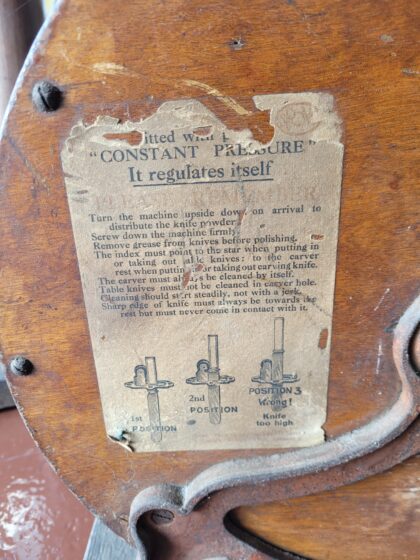 itted with
"CONSTANT PRESSURE"
It regulates itself
PLEASE
Turn the machine upside down on arrival to
distribute the knife powder.
Screw down the machine firmly.
Remove grease from knives before polishing.
The index must point to the star when putting in
or taking out table knives: to the carver
rest when putting or taking out carving knife.
The carver must always be cleaned by itself.
Table knives must not be cleaned in carver hole.
Cleaning should start steadily, not with a jerk.
Sharp edge of knife must always be towards the
rest but must never come in contact with it.
1st
POSITION
2nd
POSITION
POSITION 3
Wrong!
Knife
too high